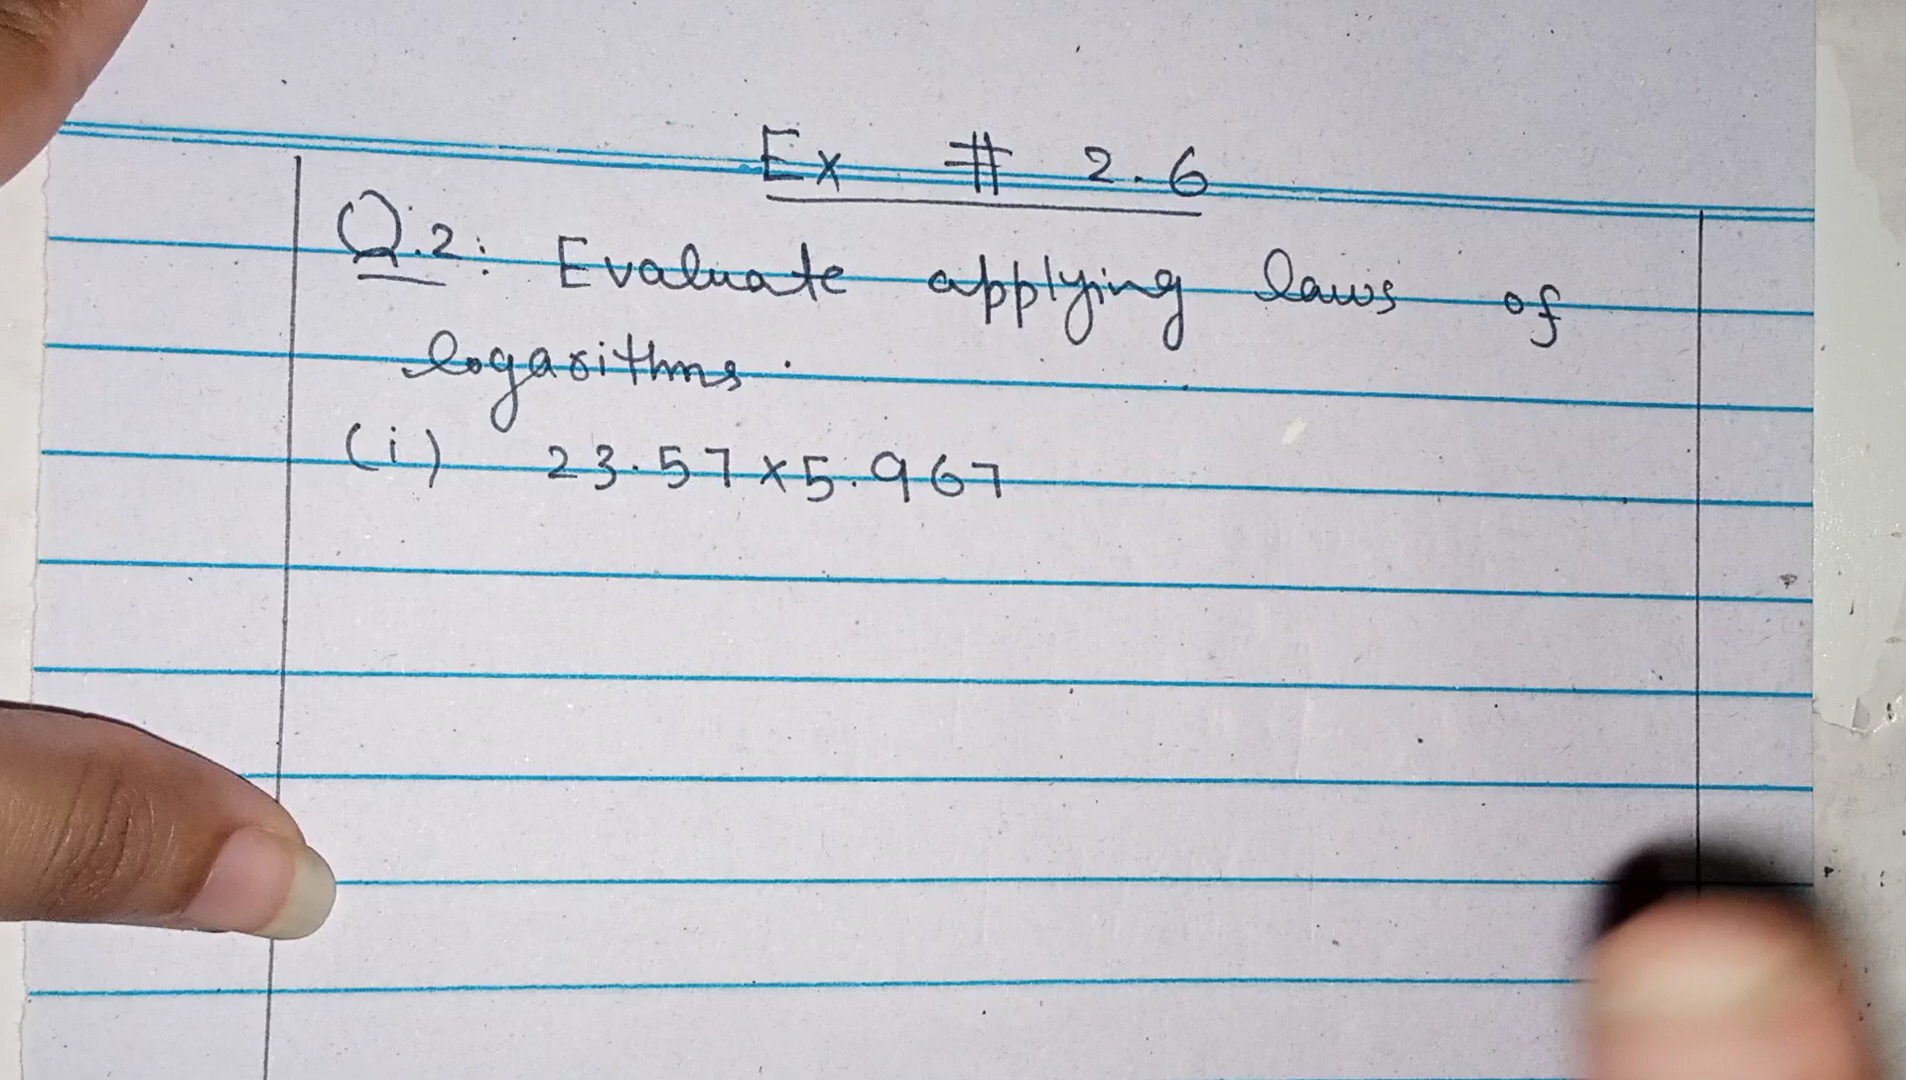 Ex # 2.6
Q.2: Evaluate applying laws of
logarithms.
(i) 23.57×5.967